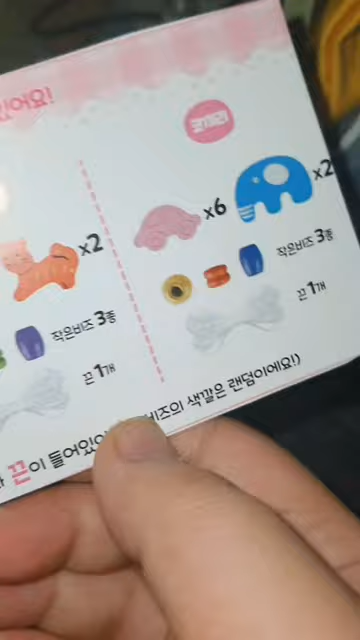 있어요!
코끼리
x6
x2
x2
작은비즈 3종
작은비즈 3종
끈 1개
끈 1개
끈이 들어있어 비즈의 색깔은 랜덤이에요!)